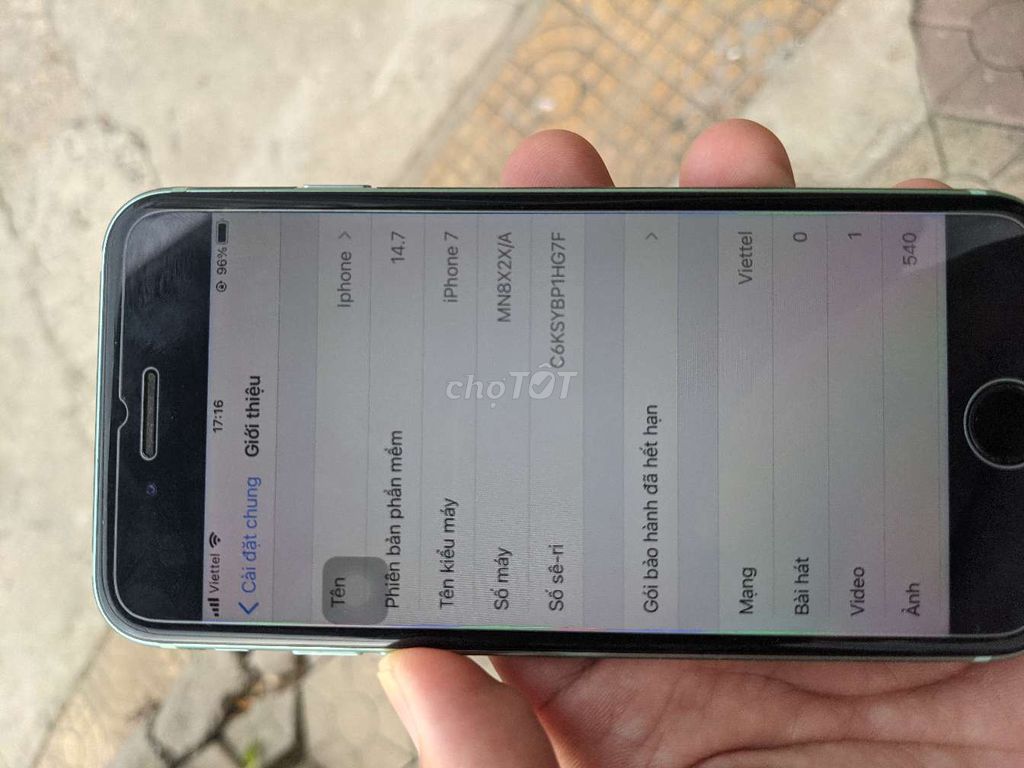 Viettel 17:16 96%
Cài đặt chung Giới thiệu
Tên Iphone
Phiên bản phần mềm 14.7
Tên kiểu máy iPhone 7
Số máy MN8X2X/A
Số sê-ri C6KSYBP1HG7F
Gói bảo hành đã hết hạn
Mạng Viettel
Bài hát 0
Video 1
Ảnh 540
chợTỐT